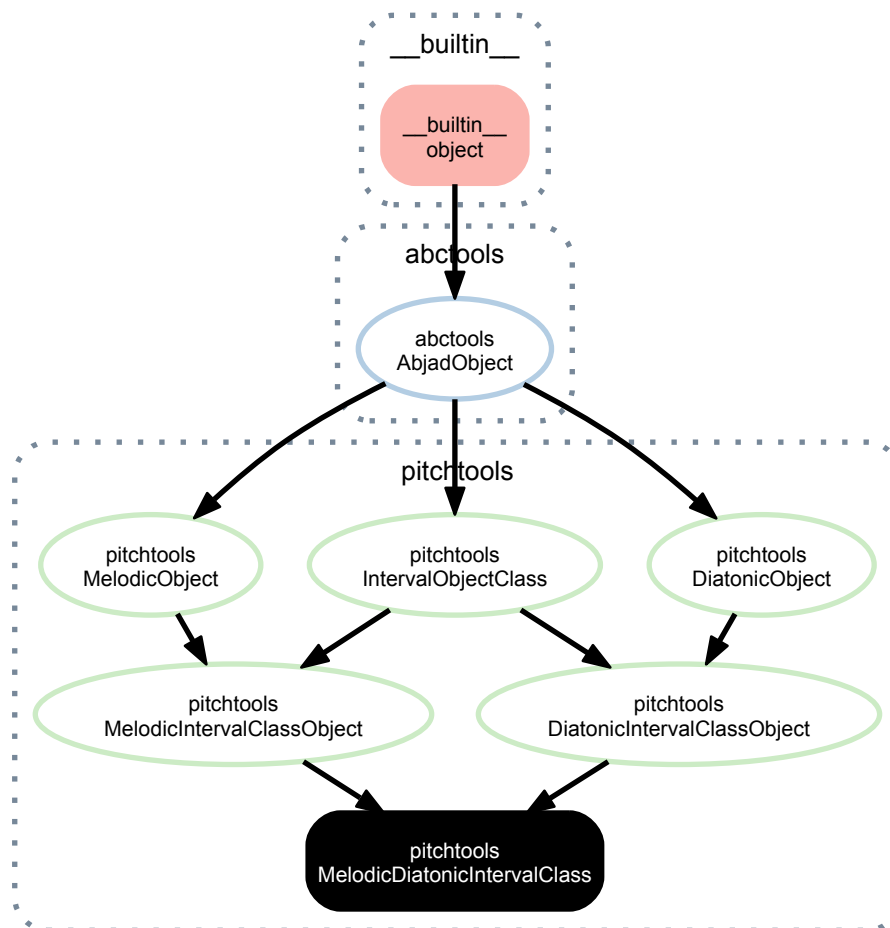 __builtin__
__builtin__
object
abctools
abctools
AbjadObject
pitchtools
pitchtools
MelodicObject
pitchtools
IntervalObjectClass
pitchtools
DiatonicObject
pitchtools
MelodicIntervalClassObject
pitchtools
DiatonicIntervalClassObject
pitchtools
MelodicDiatonicIntervalClass